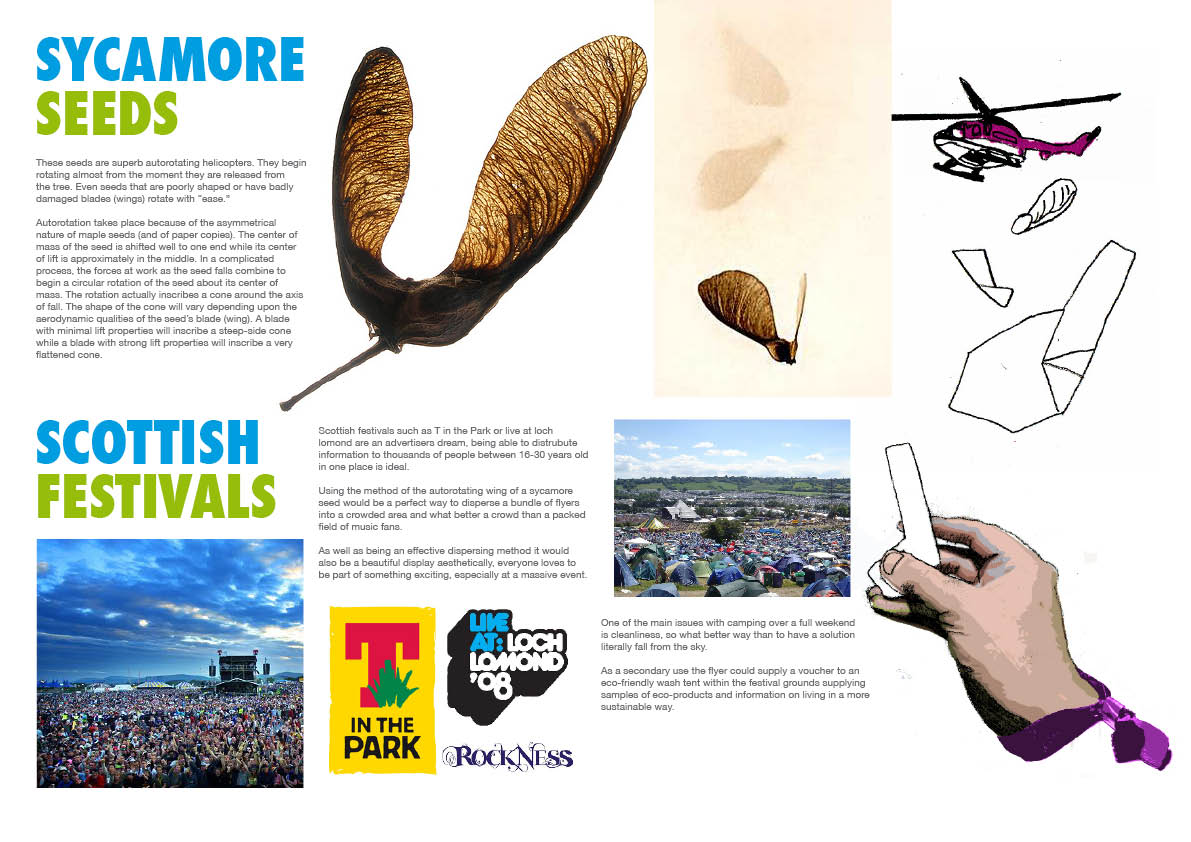 SYCAMORE
SEEDS
These seeds are superb autorotating helicopters. They begin
rotating almost from the moment they are released from
the tree. Even seeds that are poorly shaped or have badly
damaged blades (wings) rotate with "ease."
Autorotation takes place because of the asymmetrical
nature of maple seeds (and of paper copies). The center of
mass of the seed is shifted well to one end while its center
of lift is approximately in the middle. In a complicated
process, the forces at work as the seed falls combine to
begin a circular rotation of the seed about its center of
mass. The rotation actually inscribes a cone around the axis
of fall. The shape of the cone will vary depending upon the
aerodynamic qualities of the seed's blade (wing). A blade
with minimal lift properties will inscribe a steep-side cone
while a blade with strong lift properties will inscribe a very
flattened cone.
SCOTTISH
FESTIVALS
Scottish festivals such as T in the Park or live at loch
lomond are an advertisers dream, being able to distrubute
information to thousands of people between 16-30 years old
in one place is ideal.
Using the method of the autorotating wing of a sycamore
seed would be a perfect way to disperse a bundle of flyers
into a crowded area and what better a crowd than a packed
field of music fans.
As well as being an effective dispersing method it would
also be a beautiful display aesthetically, everyone loves to
be part of something exciting, especially at a massive event.
T
IN THE
PARK
LIVE
AT: LOCH
LOMOND
'08
ROCKNESS
One of the main issues with camping over a full weekend
is cleanliness, so what better way than to have a solution
literally fall from the sky.
As a secondary use the flyer could supply a voucher to an
eco-friendly wash tent within the festival grounds supplying
samples of eco-products and information on living in a more
sustainable way.